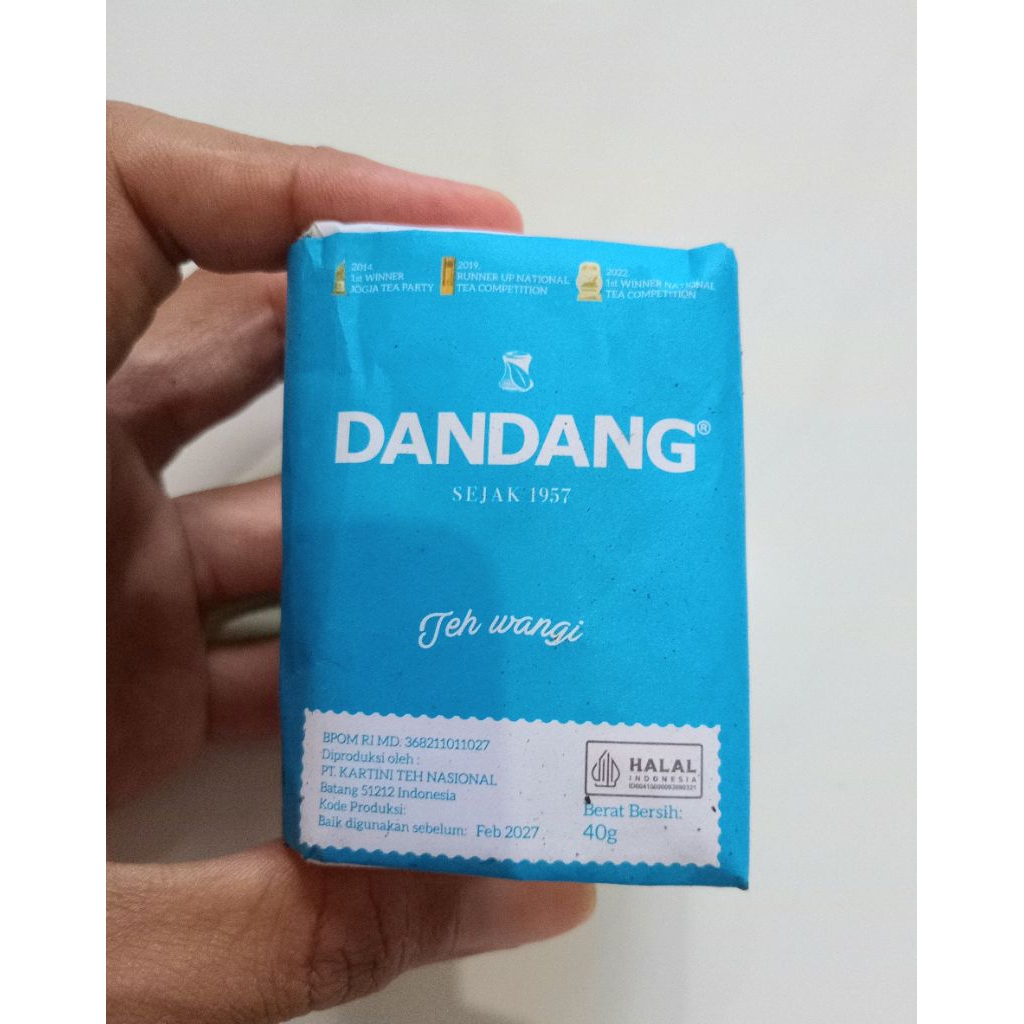 2014.
1st WINNER
JOGJA TEA PARTY
2019.
RUNNER UP NATIONAL
TEA COMPETITION
2022.
1st WINNER NATIONAL
TEA COMPETITION
DANDANG®
SEJAK 1957
Teh wangi
BPOM RI MD. 368211011027
Diproduksi oleh :
PT. KARTINI TEH NASIONAL
Batang 51212 Indonesia
Kode Produksi:
Baik digunakan sebelum: Feb 2027
HALAL
INDONESIA
Berat Bersih:
40g